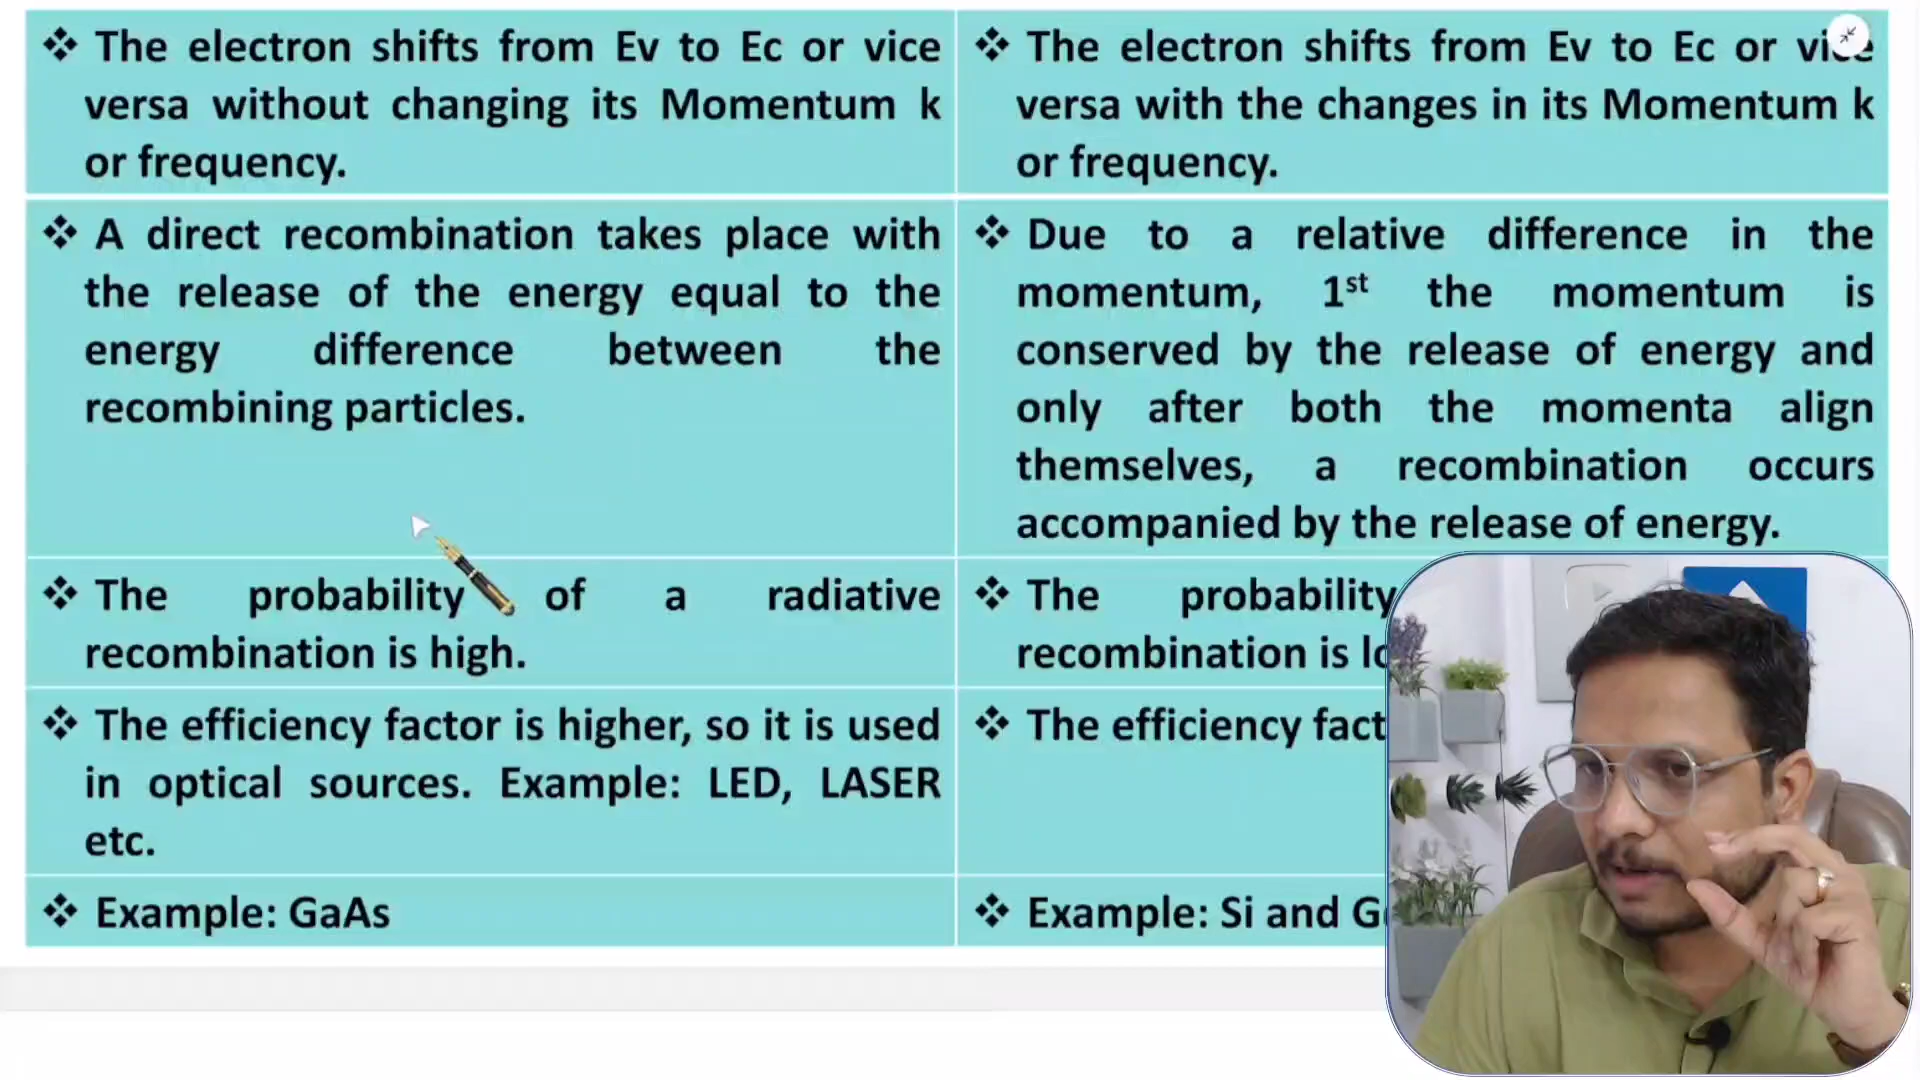 ❖ The electron shifts from Ev to Ec or vice
versa without changing its Momentum k
or frequency.
❖ The electron shifts from Ev to Ec or vice
versa with the changes in its Momentum k
or frequency.
❖ A direct recombination takes place with
the release of the energy equal to the
energy difference between the
recombining particles.
❖ Due to a relative difference in the
momentum, 1st the momentum is
conserved by the release of energy and
only after both the momenta align
themselves, a recombination occurs
accompanied by the release of energy.
❖ The probability of a radiative
recombination is high.
❖ The probability
recombination is
❖ The efficiency factor is higher, so it is used
in optical sources. Example: LED, LASER
etc.
❖ The efficiency
❖ Example: GaAs
❖ Example: Si and